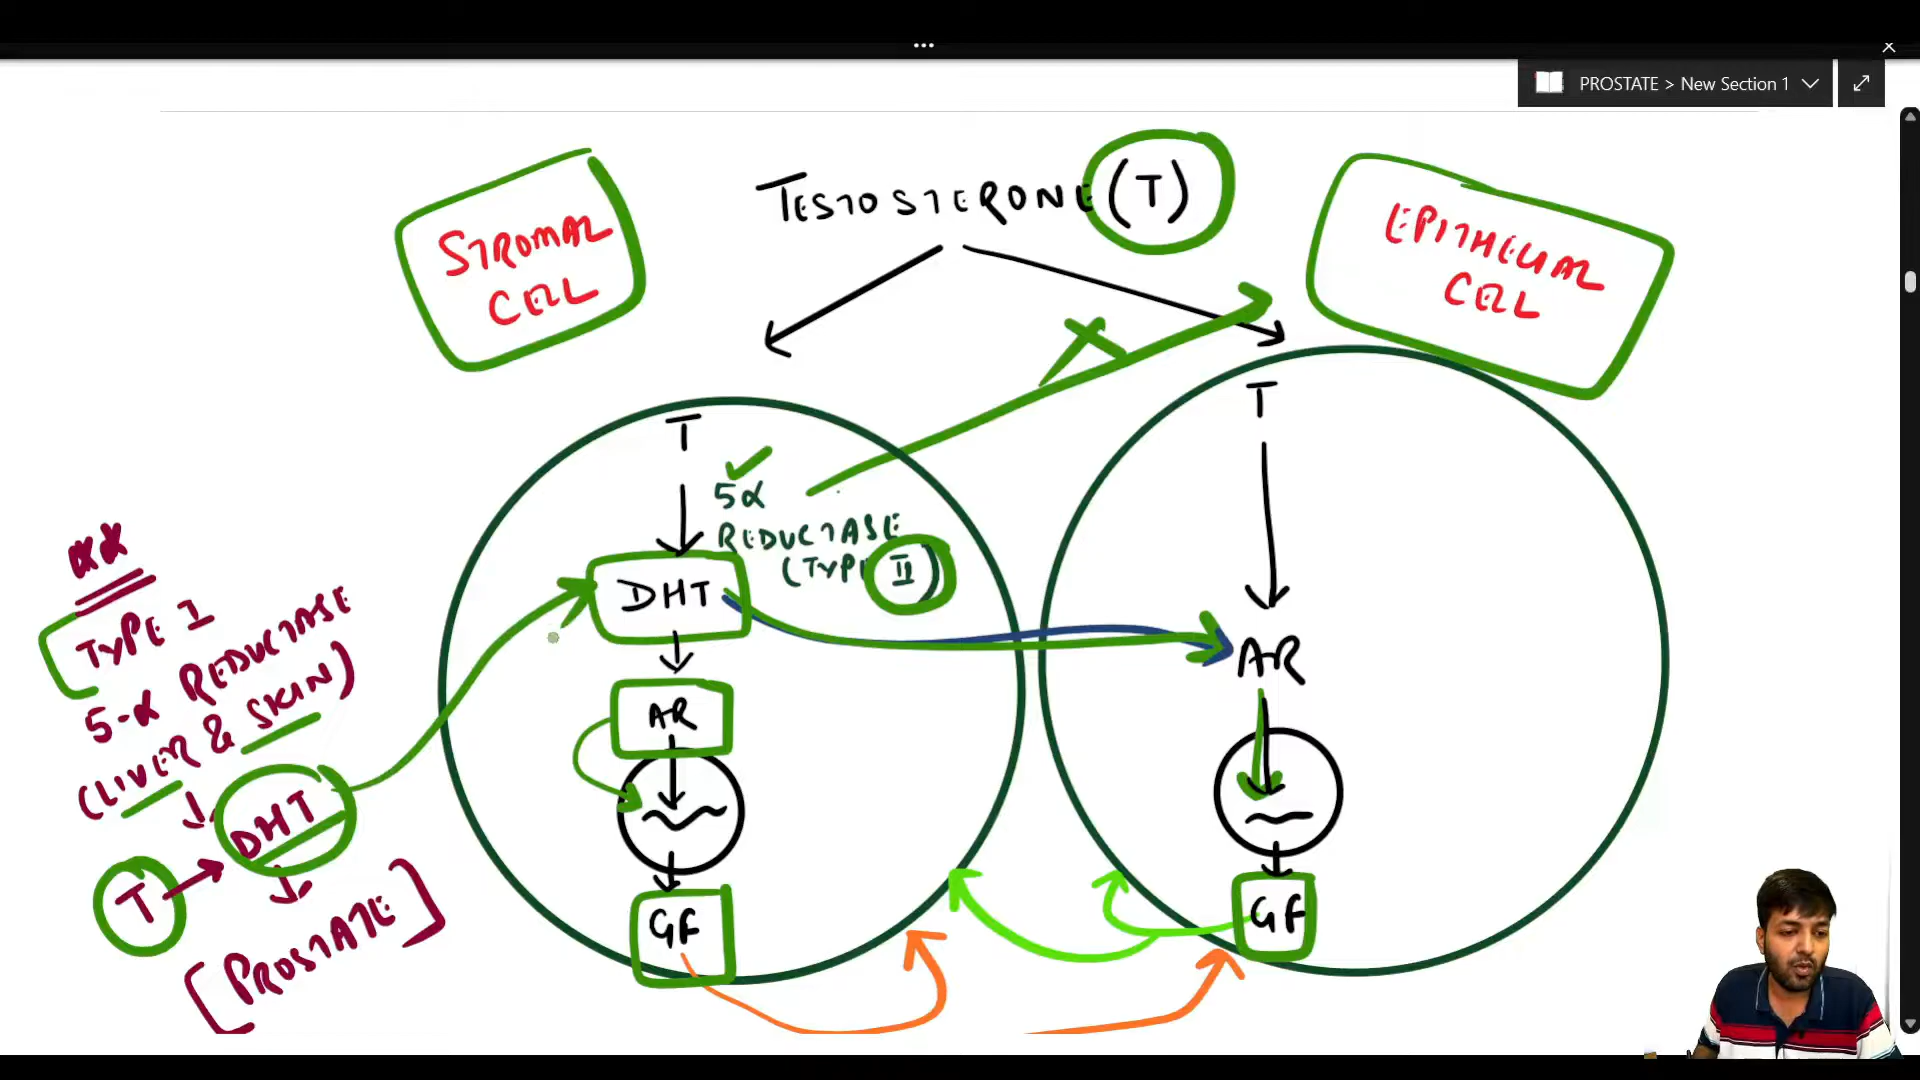 PROSTATE > New Section 1
TESTOSTERONE (T)
STROMAL
CELL
EPITHELIAL
CELL
T
5α
REDUCTASE
(TYPE II)
DHT
AR
GF
T
AR
GF
TYPE I
5-α REDUCTASE
(LIVER & SKIN)
T → DHT
[PROSTATE]